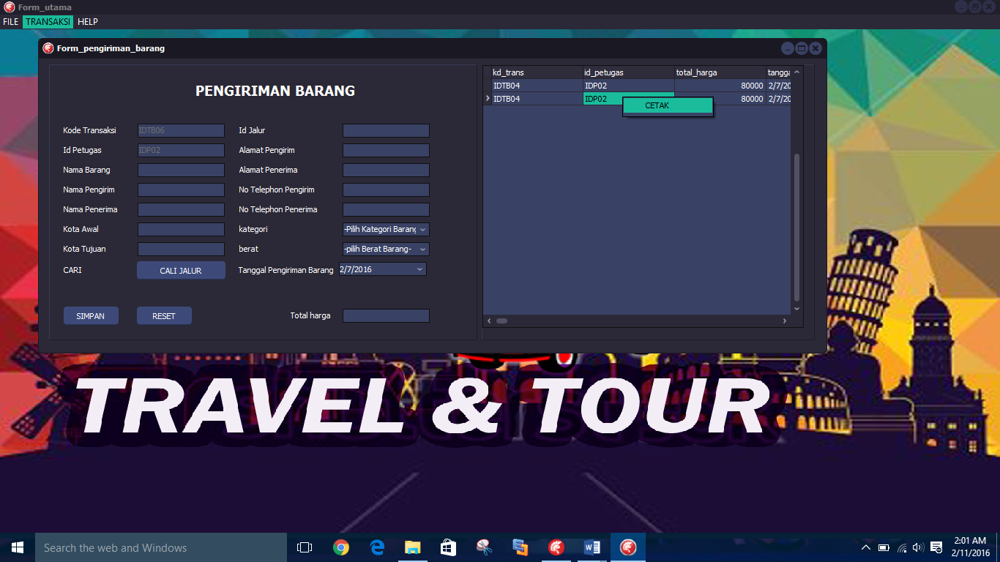 Form_utama
FILE TRANSAKSI HELP
Form_pengiriman_barang
PENGIRIMAN BARANG
Kode Transaksi IDTB06 Id Jalur
Id Petugas IDP02 Alamat Pengirim
Nama Barang Alamat Penerima
Nama Pengirim No Telephon Pengirim
Nama Penerima No Telephon Penerima
Kota Awal kategori -Pilih Kategori Barang
Kota Tujuan berat -pilih Berat Barang-
CARI CALI JALUR Tanggal Pengiriman Barang 2/7/2016
SIMPAN RESET Total harga
kd_trans id_petugas total_harga tangga
IDTB04 IDP02 80000 2/7/20
IDTB04 IDP02 80000 2/7/20
CETAK
TRAVEL & TOUR
Search the web and Windows
2:01 AM
2/11/2016